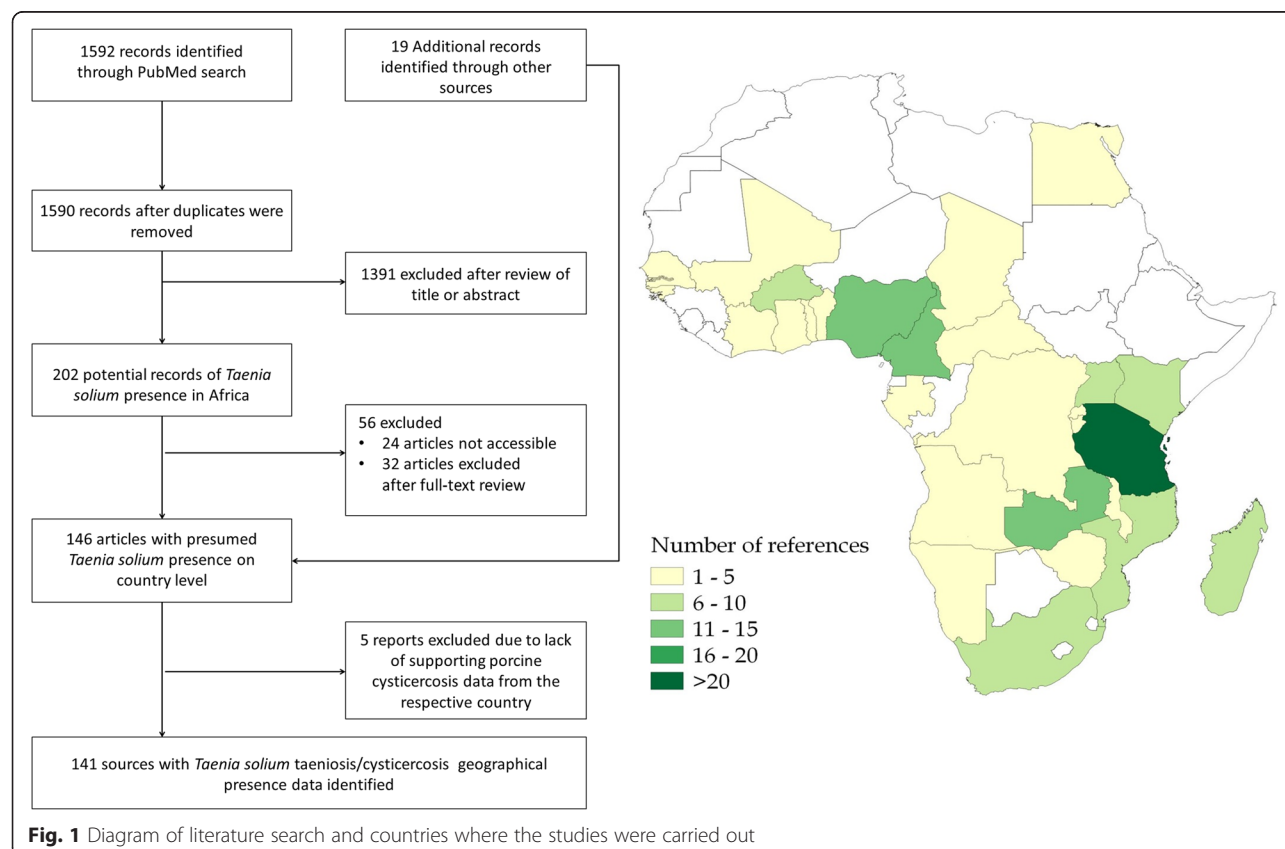 1592 records identified
through PubMed search
19 Additional records
identified through other
sources
1590 records after duplicates were
removed
1391 excluded after review of
title or abstract
202 potential records of Taenia
solium presence in Africa
56 excluded
• 24 articles not accessible
• 32 articles excluded
after full-text review
146 articles with presumed
Taenia solium presence on
country level
5 reports excluded due to lack
of supporting porcine
cysticercosis data from the
respective country
141 sources with Taenia solium taeniosis/cysticercosis geographical
presence data identified
Number of references
1 - 5
6 - 10
11 - 15
16 - 20
>20
Fig. 1 Diagram of literature search and countries where the studies were carried out